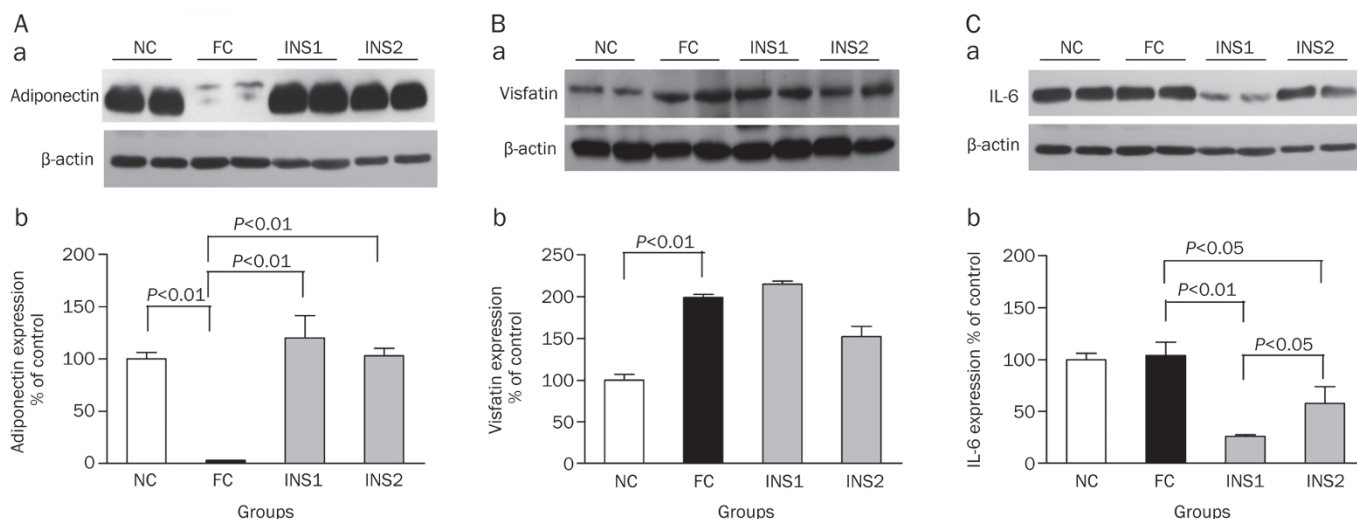 A
a
NC FC INS1 INS2
Adiponectin
β-actin
b
P<0.01
P<0.01
P<0.01
Adiponectin expression
% of control
200
150
100
50
0
NC FC INS1 INS2
Groups
B
a
NC FC INS1 INS2
Visfatin
β-actin
b
P<0.01
Visfatin expression
% of control
250
200
150
100
50
0
NC FC INS1 INS2
Groups
C
a
NC FC INS1 INS2
IL-6
β-actin
b
P<0.05
P<0.01
P<0.05
IL-6 expression % of control
200
150
100
50
0
NC FC INS1 INS2
Groups